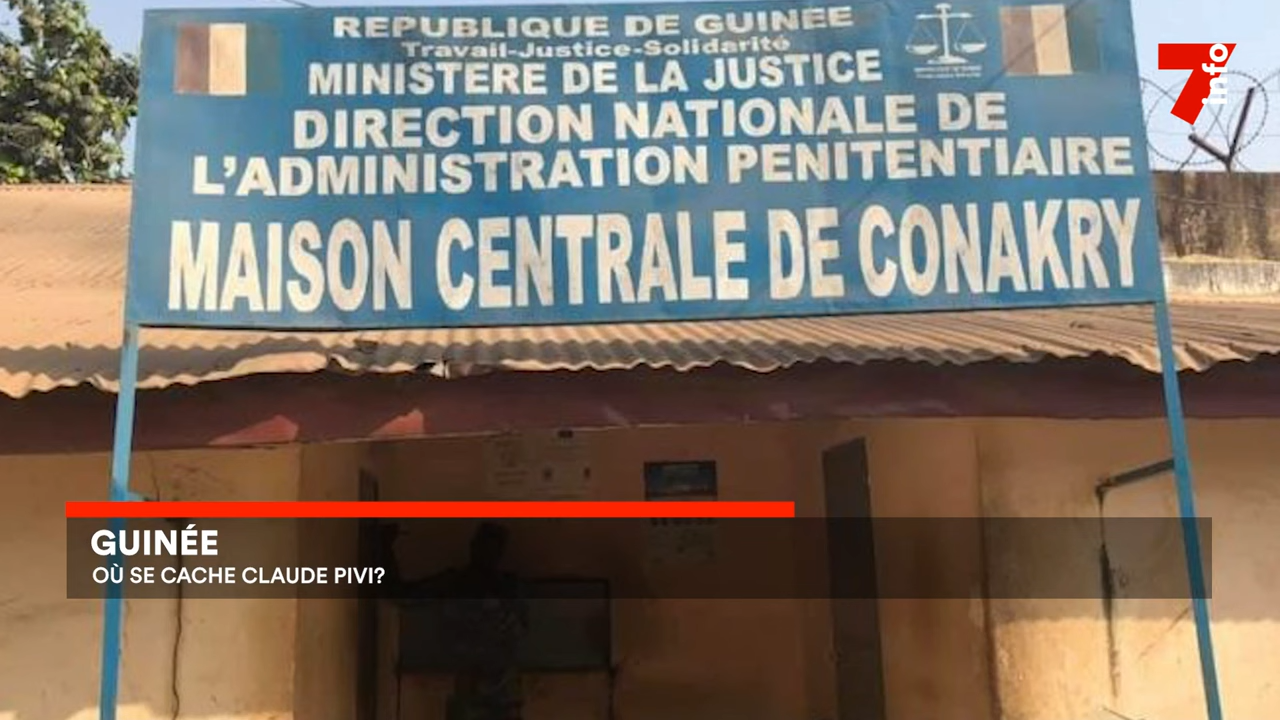 REPUBLIQUE DE GUINEE
Travail-Justice-Solidarité
MINISTERE DE LA JUSTICE
DIRECTION NATIONALE DE
L'ADMINISTRATION PENITENTIAIRE
MAISON CENTRALE DE CONAKRY
7info
GUINÉE
OÙ SE CACHE CLAUDE PIVI?